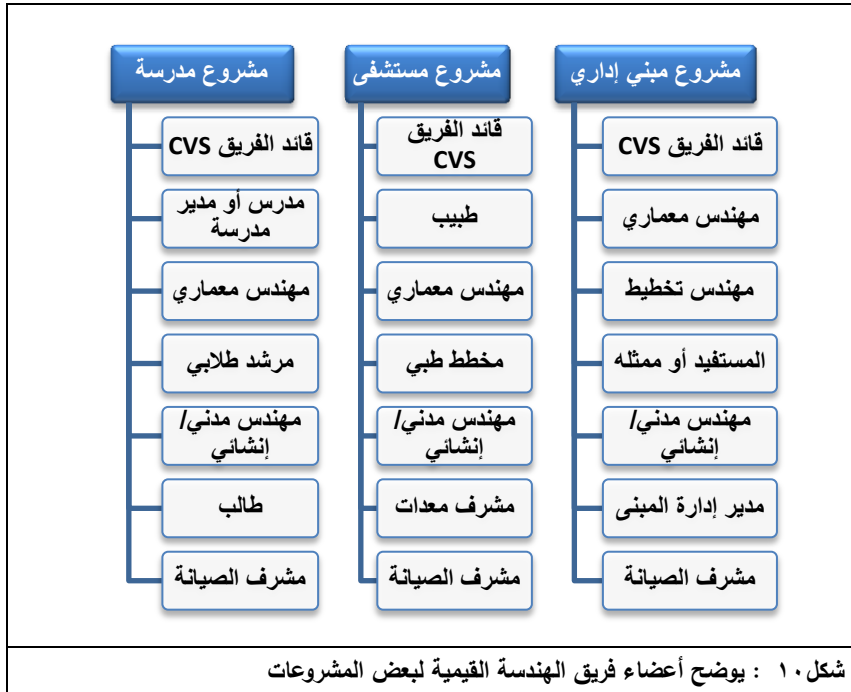 مشروع مبني إداري
قائد الفريق CVS
مهندس معماري
مهندس تخطيط
المستفيد أو ممثله
مهندس مدني/
إنشائي
مدير إدارة المبنى
مشرف الصيانة
مشروع مستشفى
قائد الفريق
CVS
طبيب
مهندس معماري
مخطط طبي
مهندس مدني/
إنشائي
مشرف معدات
مشرف الصيانة
مشروع مدرسة
قائد الفريق CVS
مدرس أو مدير
مدرسة
مهندس معماري
مرشد طلابي
مهندس مدني/
إنشائي
طالب
مشرف الصيانة
شكل١٠ : يوضح أعضاء فريق الهندسة القيمية لبعض المشروعات